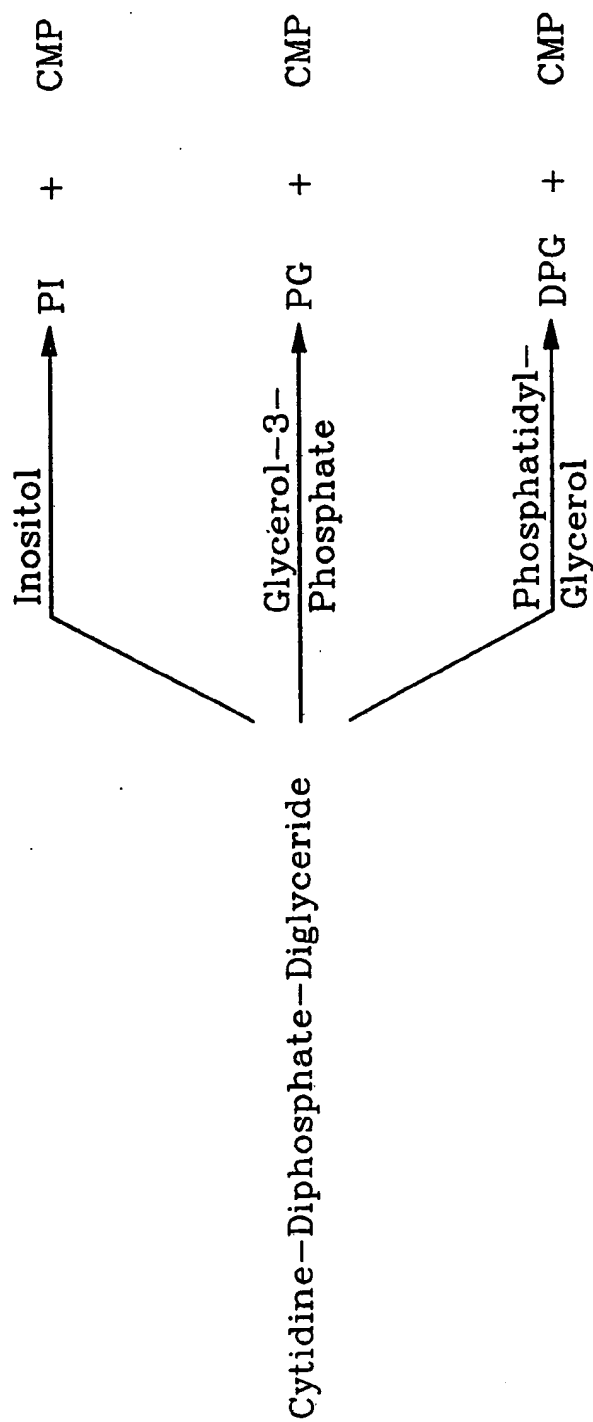 Cytidine-Diphosphate-Diglyceride
Inositol
PI + CMP
Glycerol-3-
Phosphate
PG + CMP
Phosphatidyl-
Glycerol
DPG + CMP